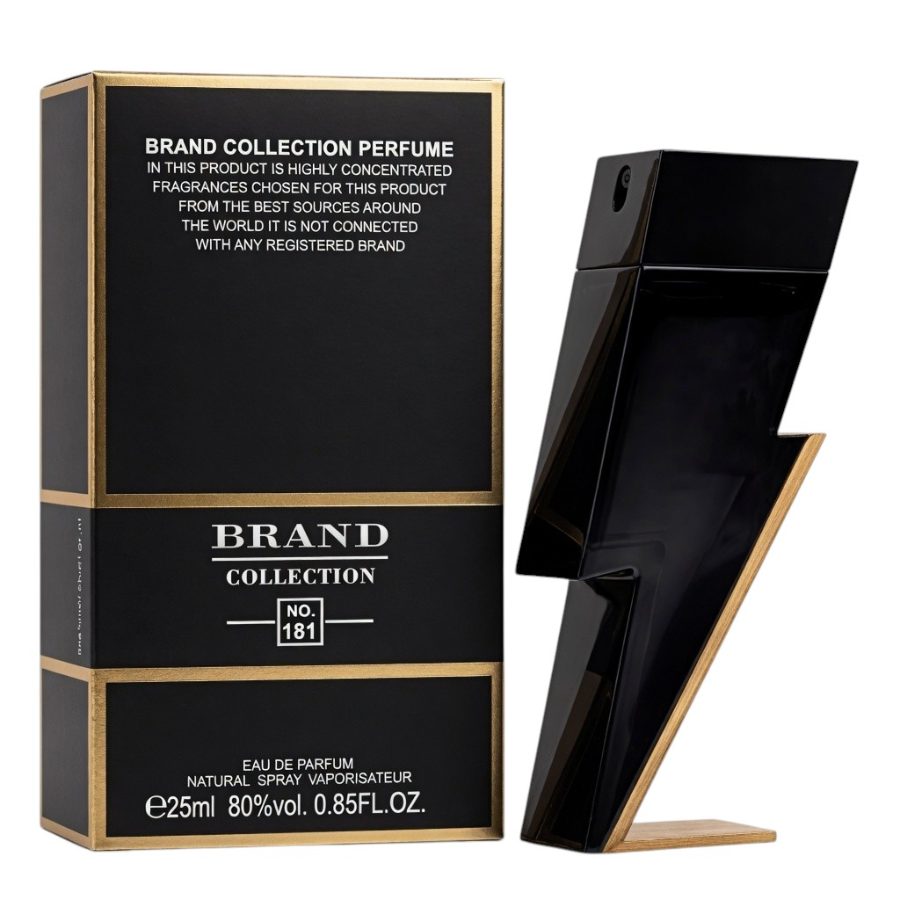 BRAND COLLECTION PERFUME
IN THIS PRODUCT IS HIGHLY CONCENTRATED
FRAGRANCES CHOSEN FOR THIS PRODUCT
FROM THE BEST SOURCES AROUND
THE WORLD IT IS NOT CONNECTED
WITH ANY REGISTERED BRAND
BRAND
COLLECTION
NO.
181
EAU DE PARFUM
NATURAL SPRAY VAPORISATEUR
℮25ml 80%vol. 0.85FL.OZ.